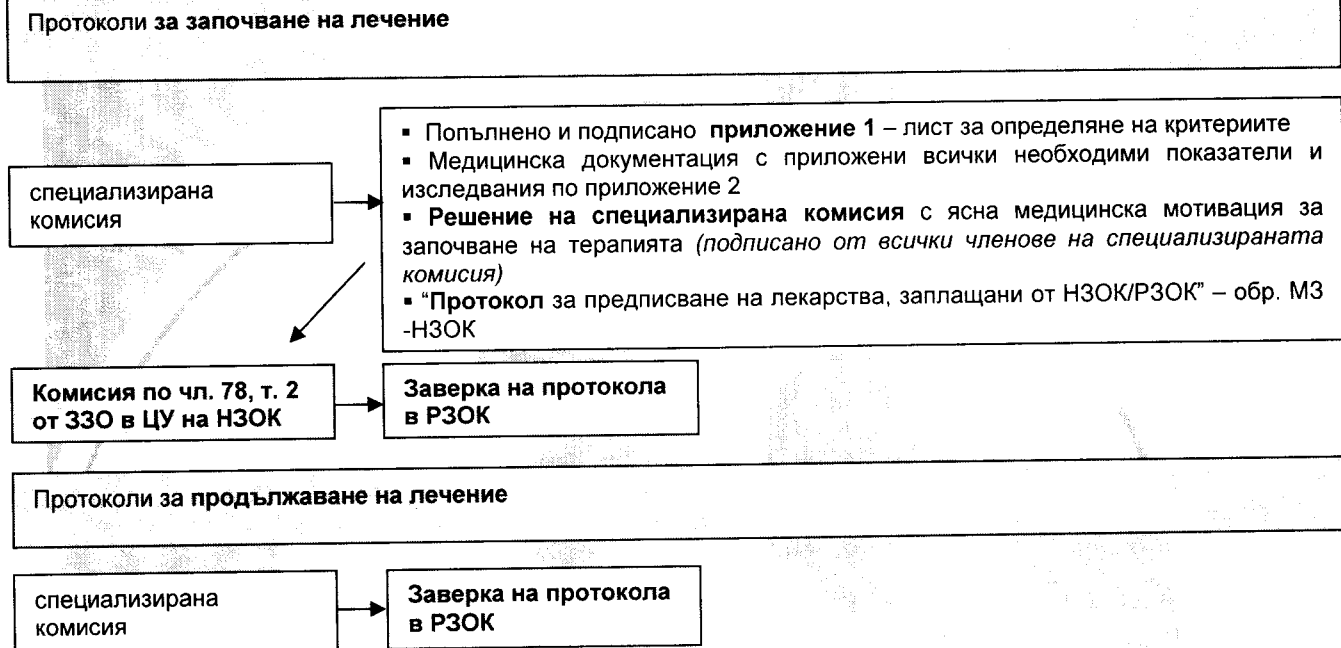 Протоколи за започване на лечение
специализирана
комисия
▪ Попълнено и подписано приложение 1 – лист за определяне на критериите
▪ Медицинска документация с приложени всички необходими показатели и
изследвания по приложение 2
▪ Решение на специализирана комисия с ясна медицинска мотивация за
започване на терапията (подписано от всички членове на специализираната
комисия)
▪ "Протокол за предписване на лекарства, заплащани от НЗОК/РЗОК" – обр. МЗ
-НЗОК
Комисия по чл. 78, т. 2
от ЗЗО в ЦУ на НЗОК
Заверка на протокола
в РЗОК
Протоколи за продължаване на лечение
специализирана
комисия
Заверка на протокола
в РЗОК